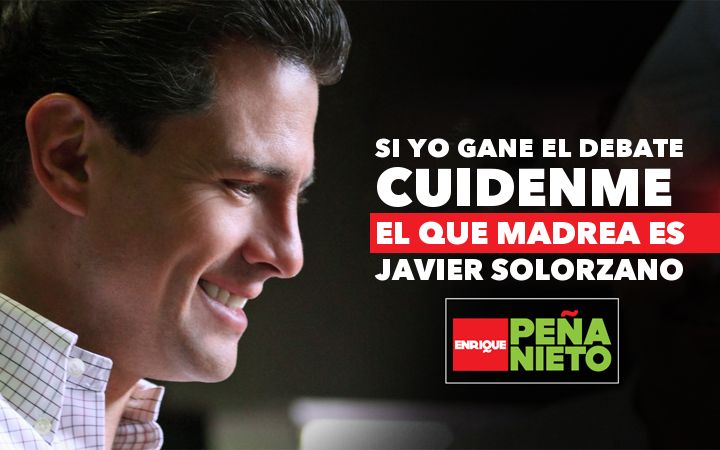 SI YO GANE EL DEBATE
CUIDENME
EL QUE MADREA ES
JAVIER SOLORZANO
ENRIQUE
PEÑA
NIETO